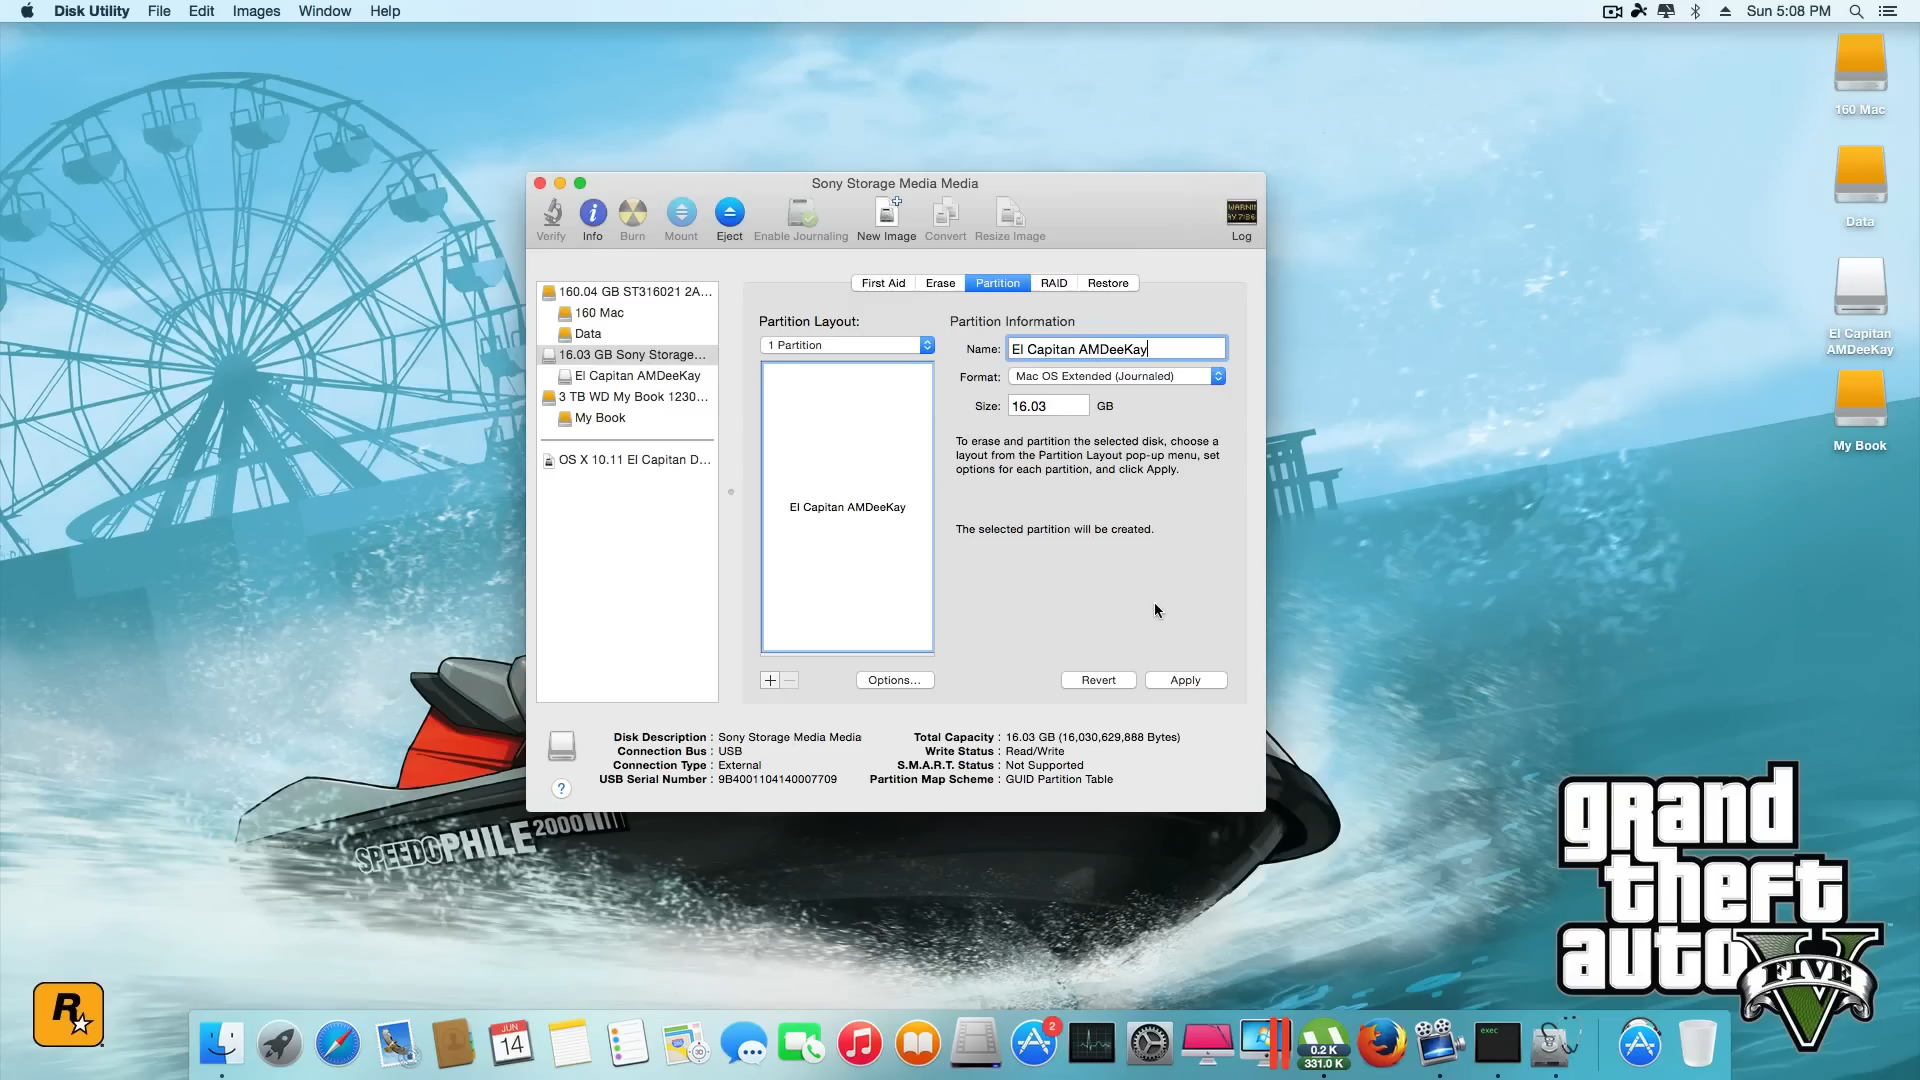 Disk Utility File Edit Images Window Help
Sun 5:08 PM
160 Mac
Data
El Capitan
AMDeeKay
My Book
Sony Storage Media Media
Verify Info Burn Mount Eject Enable Journaling New Image Convert Resize Image
WARNI
AY 7:36
Log
First Aid Erase Partition RAID Restore
160.04 GB ST316021 2A...
160 Mac
Data
16.03 GB Sony Storage...
El Capitan AMDeeKay
3 TB WD My Book 1230...
My Book
OS X 10.11 El Capitan D...
Partition Layout:
1 Partition
El Capitan AMDeeKay
Options...
Partition Information
Name: El Capitan AMDeeKay
Format: Mac OS Extended (Journaled)
Size: 16.03 GB
To erase and partition the selected disk, choose a
layout from the Partition Layout pop-up menu, set
options for each partition, and click Apply.
The selected partition will be created.
Revert Apply
Disk Description : Sony Storage Media Media
Connection Bus : USB
Connection Type : External
USB Serial Number : 9B4001104140007709
Total Capacity : 16.03 GB (16,030,629,888 Bytes)
Write Status : Read/Write
S.M.A.R.T. Status : Not Supported
Partition Map Scheme : GUID Partition Table
?
SPEEDOPHILE 2000
grand
theft
auto
V
FIVE
R
JUN
14
2
0.2 K
331.0 K
exec